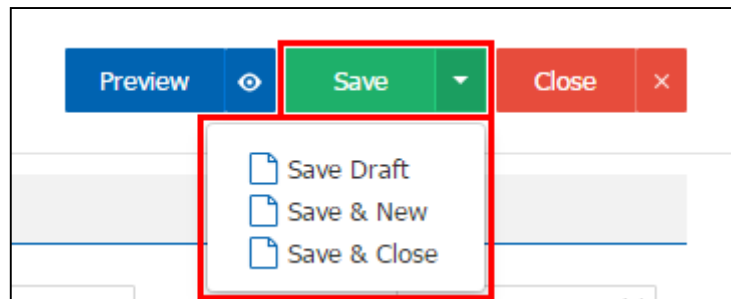 Preview
Save
Close
Save Draft
Save & New
Save & Close